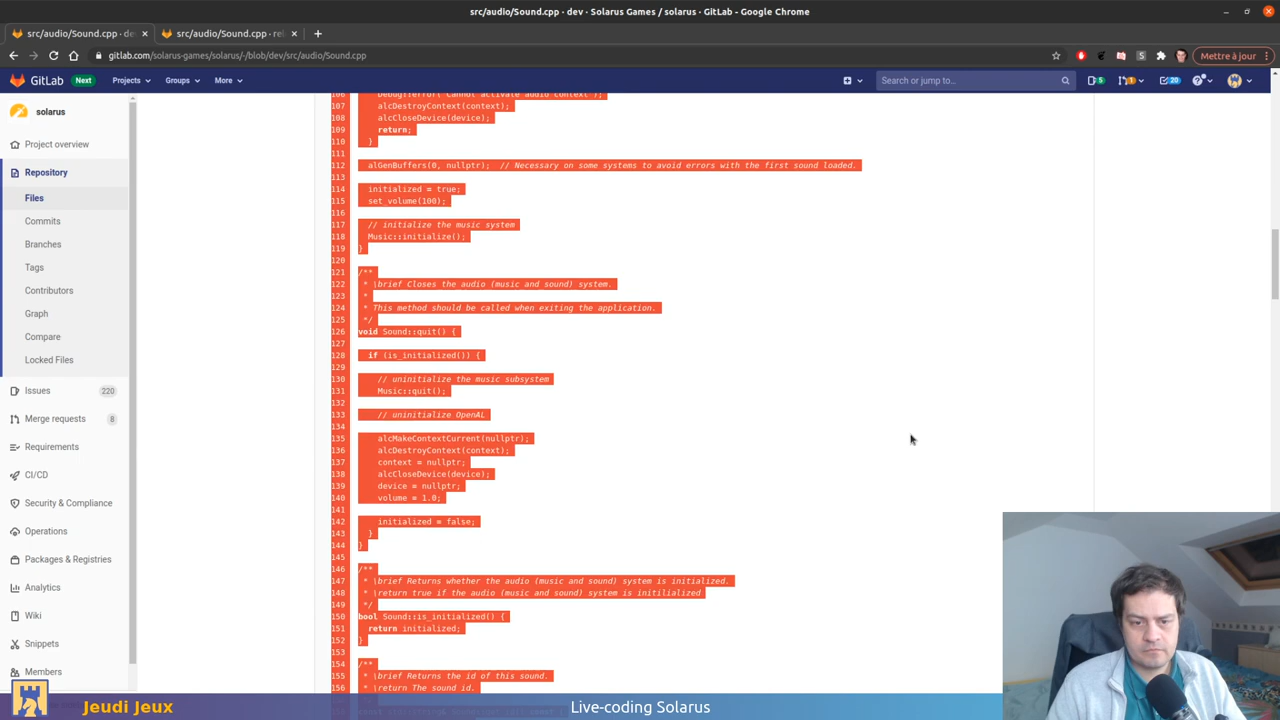 src/audio/Sound.cpp · dev · Solarus Games / solarus · GitLab - Google Chrome
src/audio/Sound.cpp · dev
src/audio/Sound.cpp · re
gitlab.com/solarus-games/solarus/-/blob/dev/src/audio/Sound.cpp
Mettre à jour
GitLab
Next
Projects
Groups
More
Search or jump to...
5
1
20
solarus
Project overview
Repository
Files
Commits
Branches
Tags
Contributors
Graph
Compare
Locked Files
Issues 220
Merge requests 8
Requirements
CI/CD
Security & Compliance
Operations
Packages & Registries
Analytics
Wiki
Snippets
Members
106 Debug::error("Cannot activate audio context");
107 alcDestroyContext(context);
108 alcCloseDevice(device);
109 return;
110 }
111
112 alGenBuffers(0, nullptr); // Necessary on some systems to avoid errors with the first sound loaded.
113
114 initialized = true;
115 set_volume(100);
116
117 // initialize the music system
118 Music::initialize();
119 }
120
121 /**
122 * \brief Closes the audio (music and sound) system.
123 *
124 * This method should be called when exiting the application.
125 */
126 void Sound::quit() {
127
128 if (is_initialized()) {
129
130 // uninitialize the music subsystem
131 Music::quit();
132
133 // uninitialize OpenAL
134
135 alcMakeContextCurrent(nullptr);
136 alcDestroyContext(context);
137 context = nullptr;
138 alcCloseDevice(device);
139 device = nullptr;
140 volume = 1.0;
141
142 initialized = false;
143 }
144 }
145
146 /**
147 * \brief Returns whether the audio (music and sound) system is initialized.
148 * \return true if the audio (music and sound) system is initilialized
149 */
150 bool Sound::is_initialized() {
151 return initialized;
152 }
153
154 /**
155 * \brief Returns the id of this sound.
156 * \return The sound id.
Jeudi Jeux
Live-coding Solarus